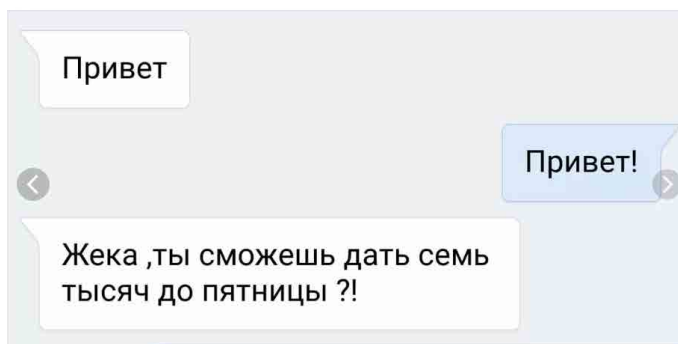 Привет
Привет!
Жека ,ты сможешь дать семь
тысяч до пятницы ?!